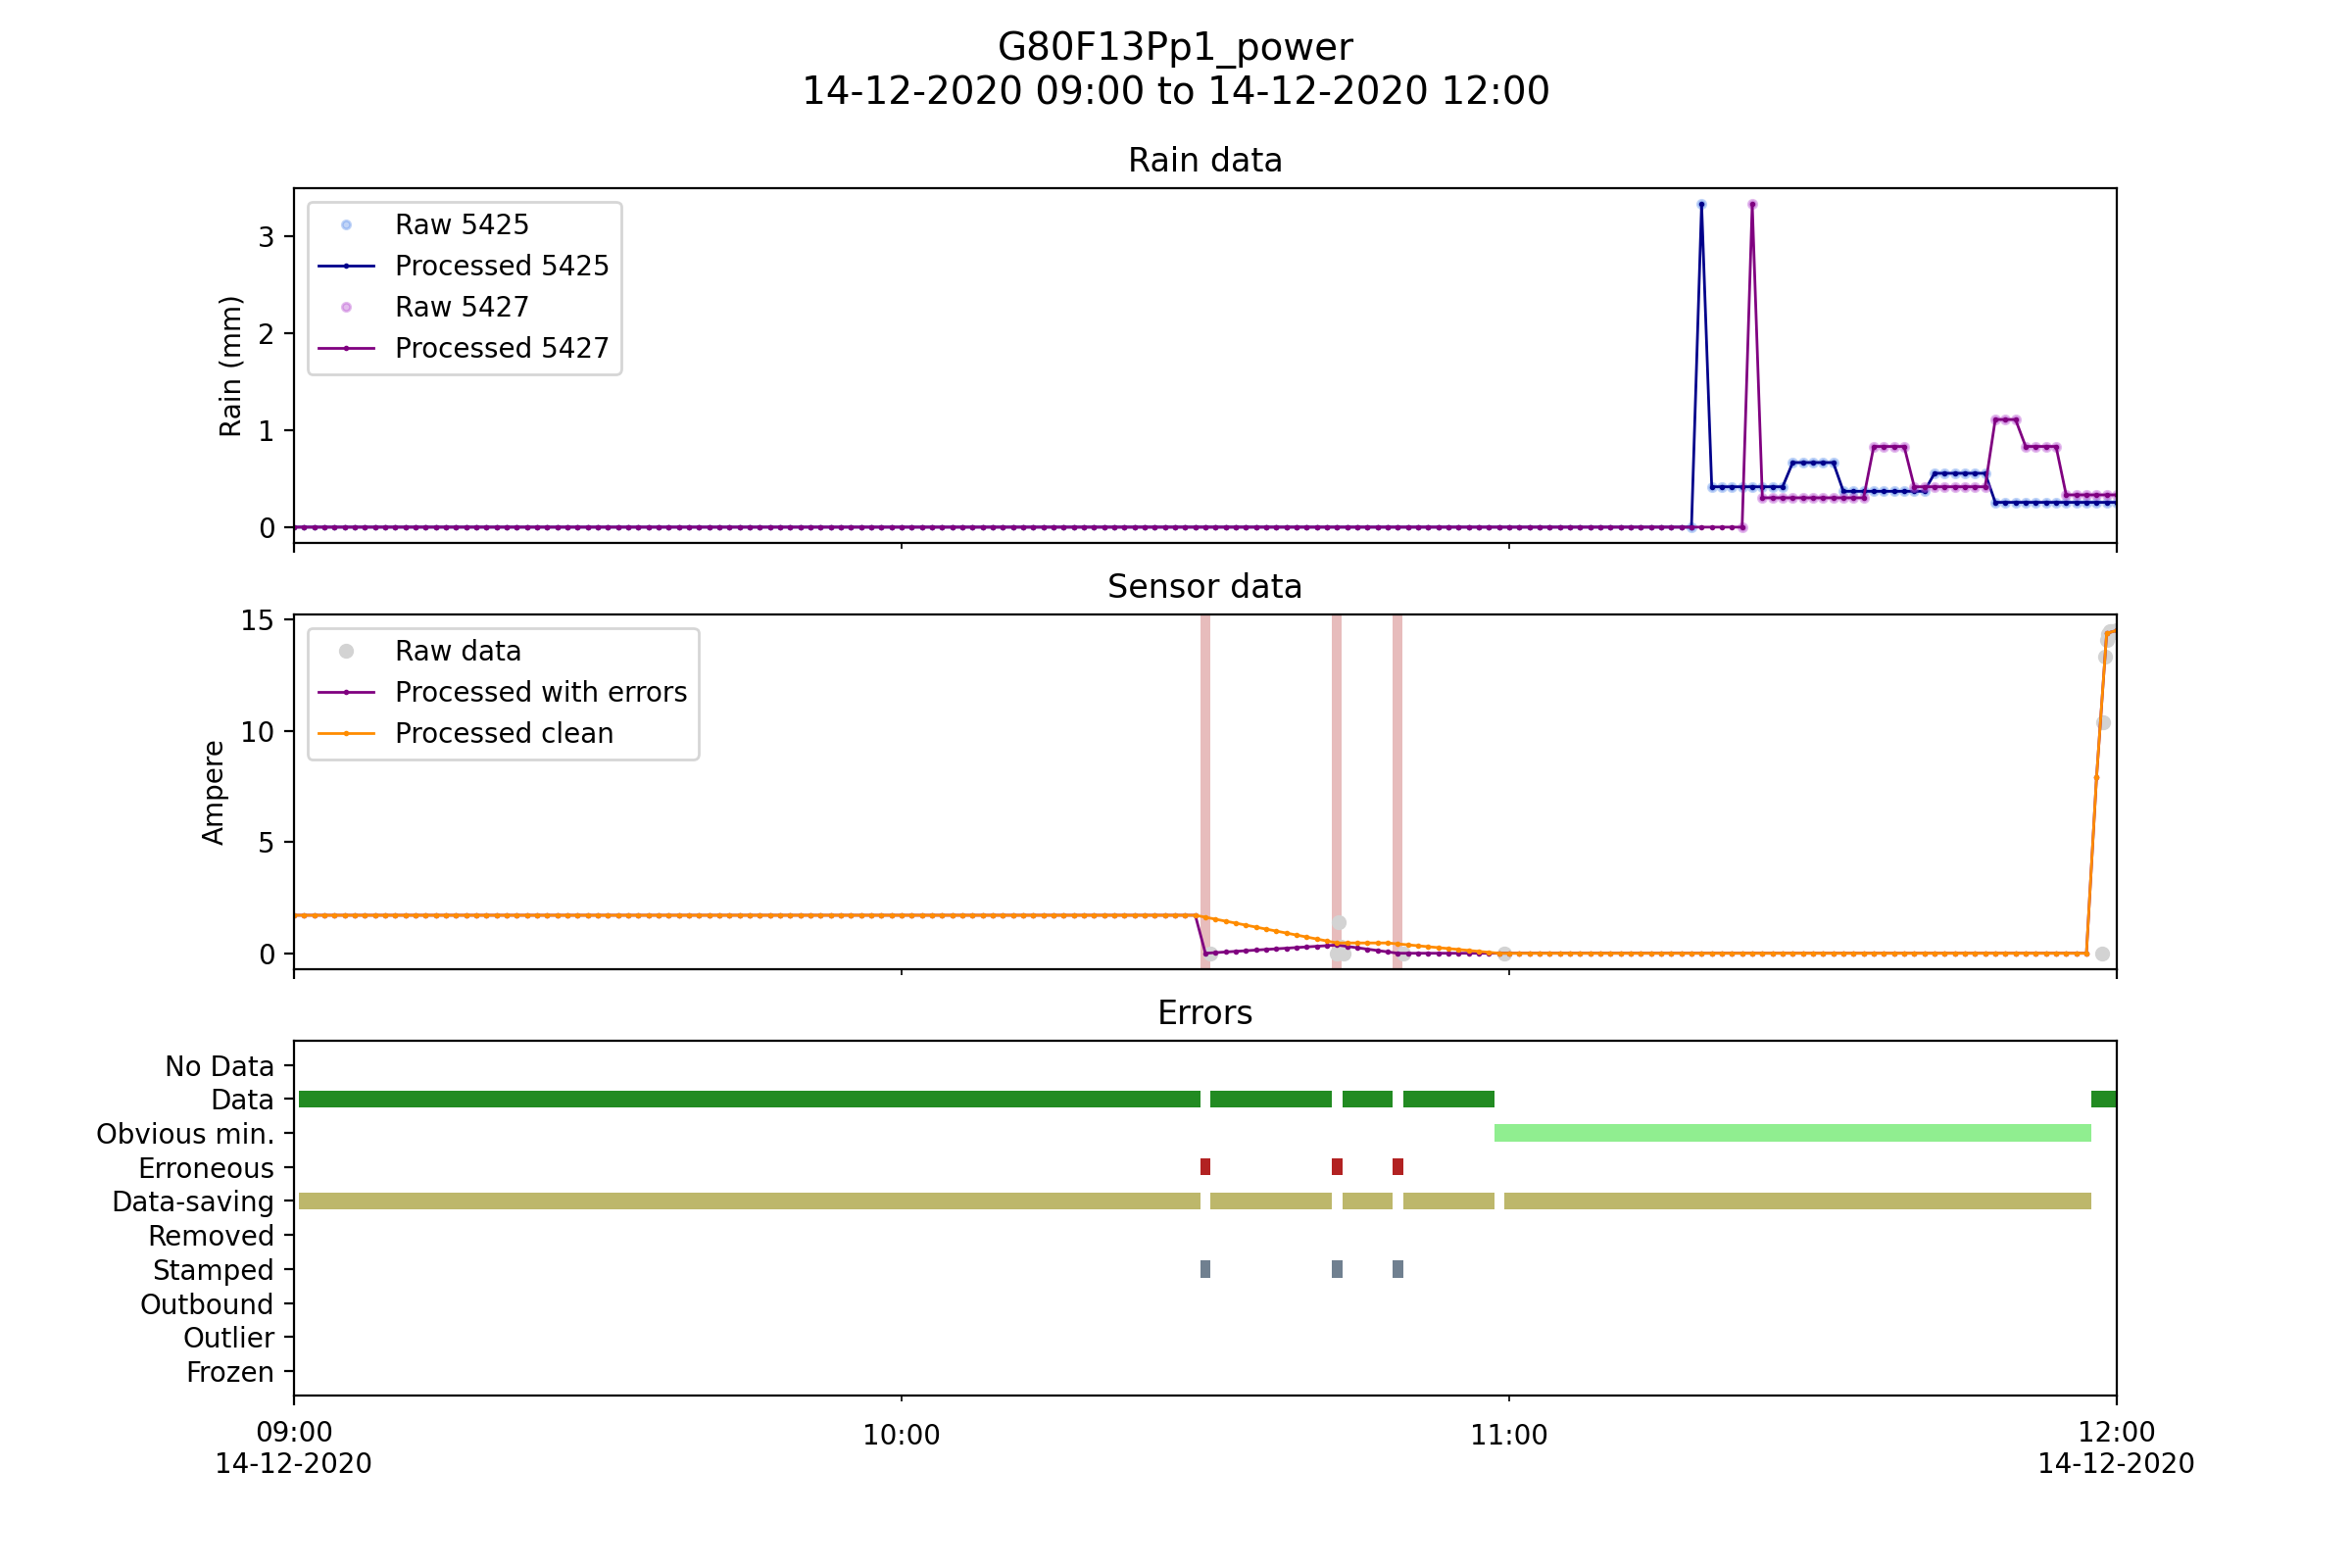 G80F13Pp1_power
14-12-2020 09:00 to 14-12-2020 12:00
Rain data
Rain (mm)
3
2
1
0
Raw 5425
Processed 5425
Raw 5427
Processed 5427
Sensor data
Ampere
15
10
5
0
Raw data
Processed with errors
Processed clean
Errors
No Data
Data
Obvious min.
Erroneous
Data-saving
Removed
Stamped
Outbound
Outlier
Frozen
09:00
14-12-2020
10:00
11:00
12:00
14-12-2020